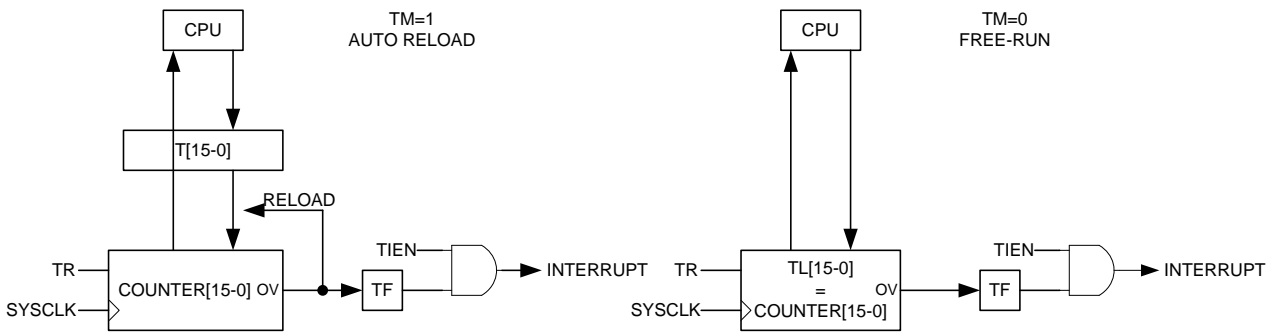 CPU
TM=1
AUTO RELOAD
T[15-0]
RELOAD
TIEN
TR
COUNTER[15-0]
OV
TF
INTERRUPT
SYSCLK
CPU
TM=0
FREE-RUN
TIEN
TR
TL[15-0]
=
COUNTER[15-0]
OV
TF
INTERRUPT
SYSCLK